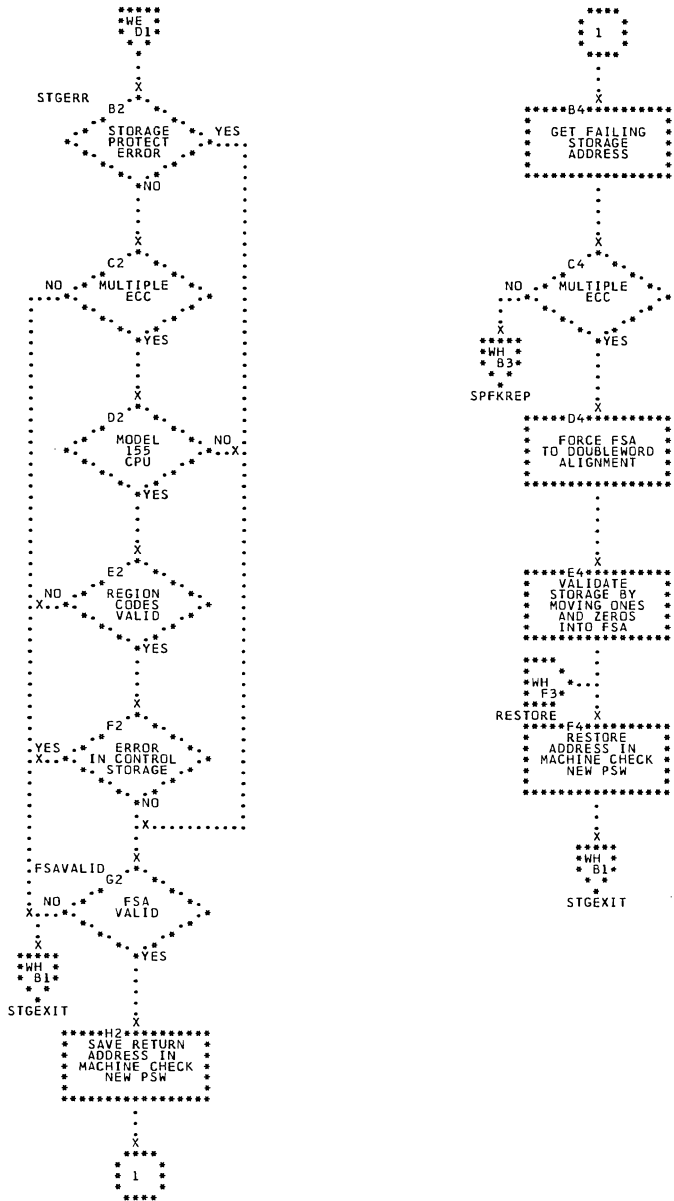 WE
D1
STGERR
B2
STORAGE
PROTECT
ERROR
YES
NO
C2
MULTIPLE
ECC
NO
YES
D2
MODEL
155
CPU
NO
YES
E2
REGION
CODES
VALID
NO
YES
F2
ERROR
IN CONTROL
STORAGE
YES
NO
FSAVALID
G2
FSA
VALID
NO
YES
WH
B1
STGEXIT
H2
SAVE RETURN
ADDRESS IN
MACHINE CHECK
NEW PSW
1
1
B4
GET FAILING
STORAGE
ADDRESS
C4
MULTIPLE
ECC
NO
YES
WH
B3
SPFKREP
D4
FORCE FSA
TO DOUBLEWORD
ALIGNMENT
E4
VALIDATE
STORAGE BY
MOVING ONES
AND ZEROS
INTO FSA
WH
F3
RESTORE
F4
RESTORE
ADDRESS IN
MACHINE CHECK
NEW PSW
WH
B1
STGEXIT